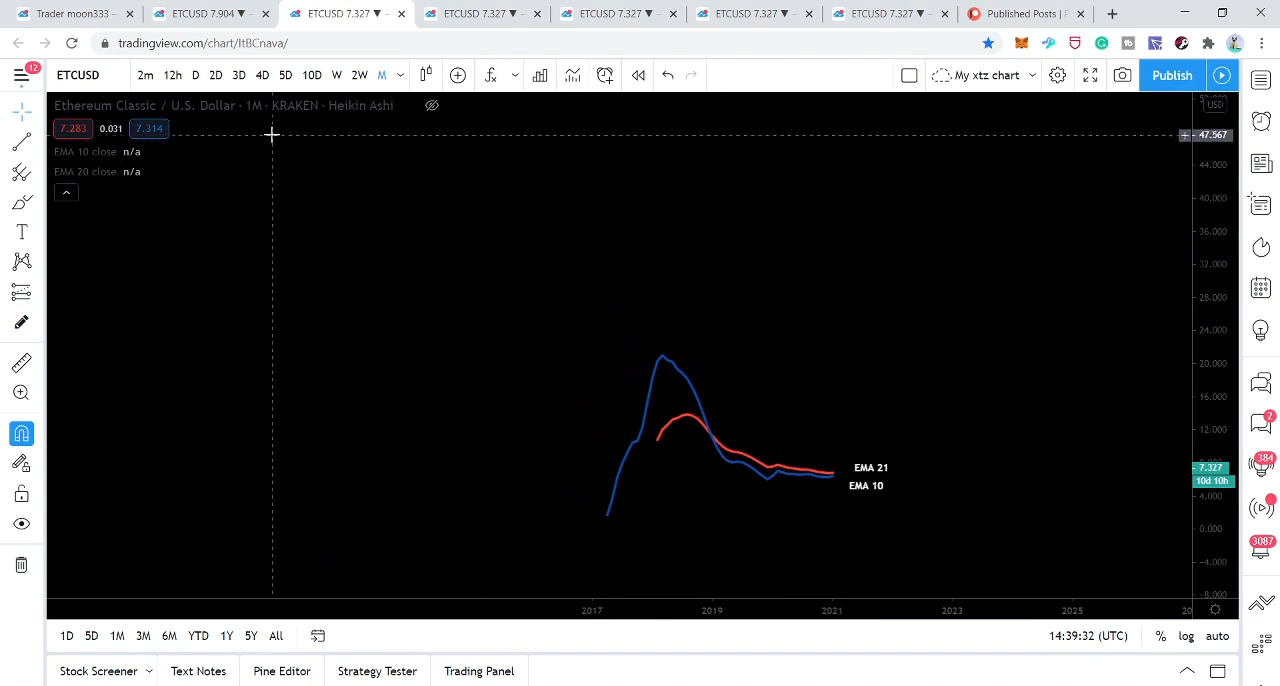 Trader moon333 –
ETCUSD 7.904 ▼ –
ETCUSD 7.327 ▼ –
ETCUSD 7.327 ▼ –
ETCUSD 7.327 ▼ –
ETCUSD 7.327 ▼ –
ETCUSD 7.327 ▼ –
Published Posts | P
tradingview.com/chart/ItBCnava/
12
ETCUSD
2m 12h D 2D 3D 4D 5D 10D W 2W M
My xtz chart
Publish
Ethereum Classic / U.S. Dollar · 1M · KRAKEN · Heikin Ashi
USD
7.283 0.031 7.314
47.567
EMA 10 close n/a
EMA 20 close n/a
44.000
40.000
36.000
32.000
28.000
24.000
20.000
16.000
12.000
7.327
10d 10h
4.000
0.000
−4.000
−8.000
EMA 21
EMA 10
2017 2019 2021 2023 2025 20
2
384
3087
1D 5D 1M 3M 6M YTD 1Y 5Y All
14:39:32 (UTC) % log auto
Stock Screener Text Notes Pine Editor Strategy Tester Trading Panel